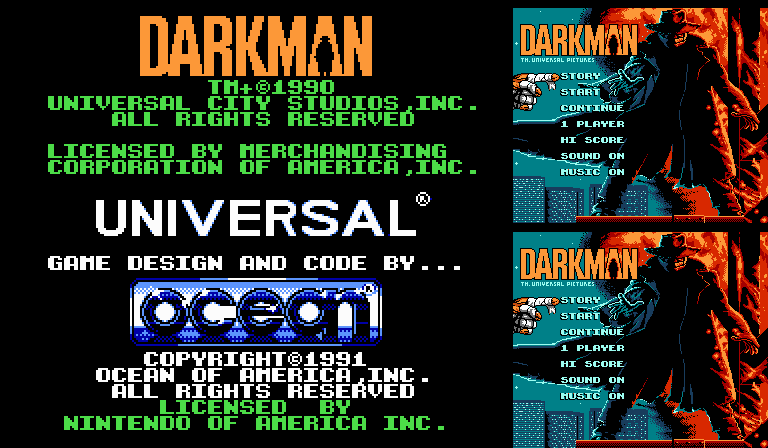 DARKMAN
TM+©1990
UNIVERSAL CITY STUDIOS,INC.
ALL RIGHTS RESERVED
LICENSED BY MERCHANDISING
CORPORATION OF AMERICA,INC.
UNIVERSAL®
GAME DESIGN AND CODE BY...
ocean®
COPYRIGHT©1991
OCEAN OF AMERICA,INC.
ALL RIGHTS RESERVED
LICENSED BY
NINTENDO OF AMERICA INC.
DARKMAN
TM. UNIVERSAL PICTURES
STORY
START
CONTINUE
1 PLAYER
HI SCORE
SOUND ON
MUSIC ON
DARKMAN
TM. UNIVERSAL PICTURES
STORY
START
CONTINUE
1 PLAYER
HI SCORE
SOUND ON
MUSIC ON